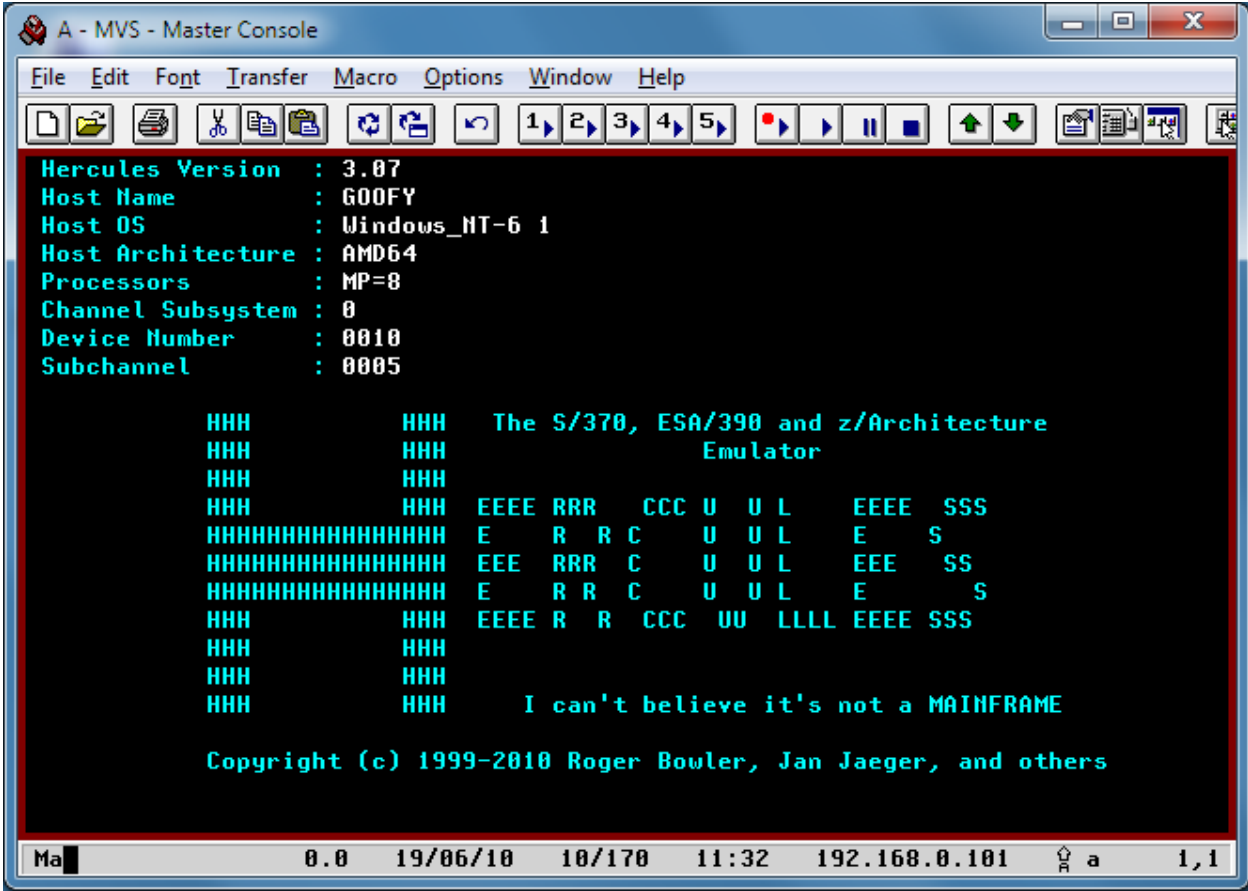 A - MVS - Master Console
File Edit Font Transfer Macro Options Window Help
1 2 3 4 5
Hercules Version : 3.07
Host Name : GOOFY
Host OS : Windows_NT-6 1
Host Architecture : AMD64
Processors : MP=8
Channel Subsystem : 0
Device Number : 0010
Subchannel : 0005
HHH HHH The S/370, ESA/390 and z/Architecture
HHH HHH Emulator
HHH HHH
HHH HHH EEEE RRR CCC U U L EEEE SSS
HHHHHHHHHHHHHHHH E R R C U U L E S
HHHHHHHHHHHHHHHH EEE RRR C U U L EEE SS
HHHHHHHHHHHHHHHH E R R C U U L E S
HHH HHH EEEE R R CCC UU LLLL EEEE SSS
HHH HHH
HHH HHH
HHH HHH I can't believe it's not a MAINFRAME
Copyright (c) 1999-2010 Roger Bowler, Jan Jaeger, and others
Ma 0.0 19/06/10 10/170 11:32 192.168.0.101 a 1,1